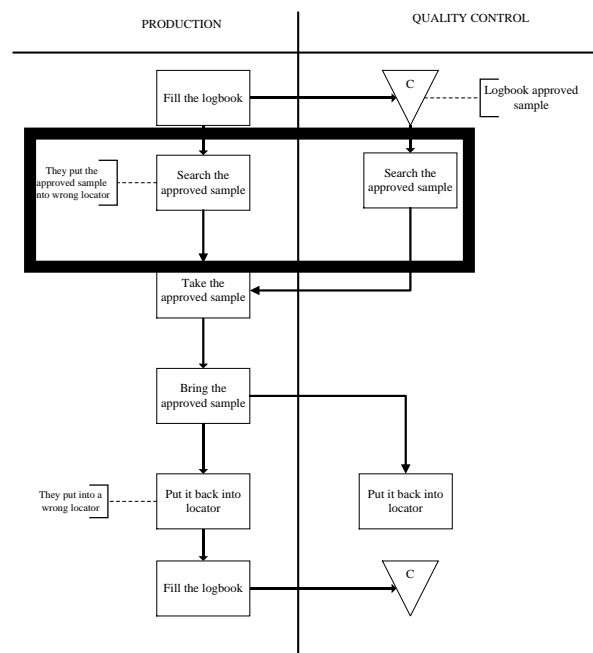 PRODUCTION
QUALITY CONTROL
Fill the logbook
C
Logbook approved
sample
They put the
approved sample
into wrong locator
Search the
approved sample
Search the
approved sample
Take the
approved sample
Bring the
approved sample
They put into a
wrong locator
Put it back into
locator
Put it back into
locator
Fill the logbook
C